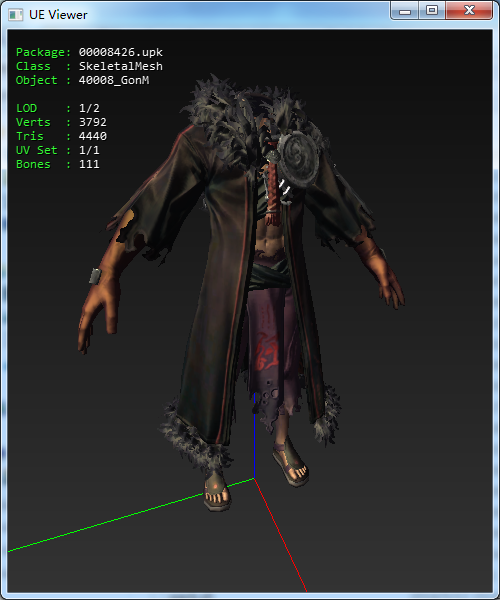 UE Viewer
Package: 00008426.upk
Class : SkeletalMesh
Object : 40008_GonM
LOD : 1/2
Verts : 3792
Tris : 4440
UV Set : 1/1
Bones : 111